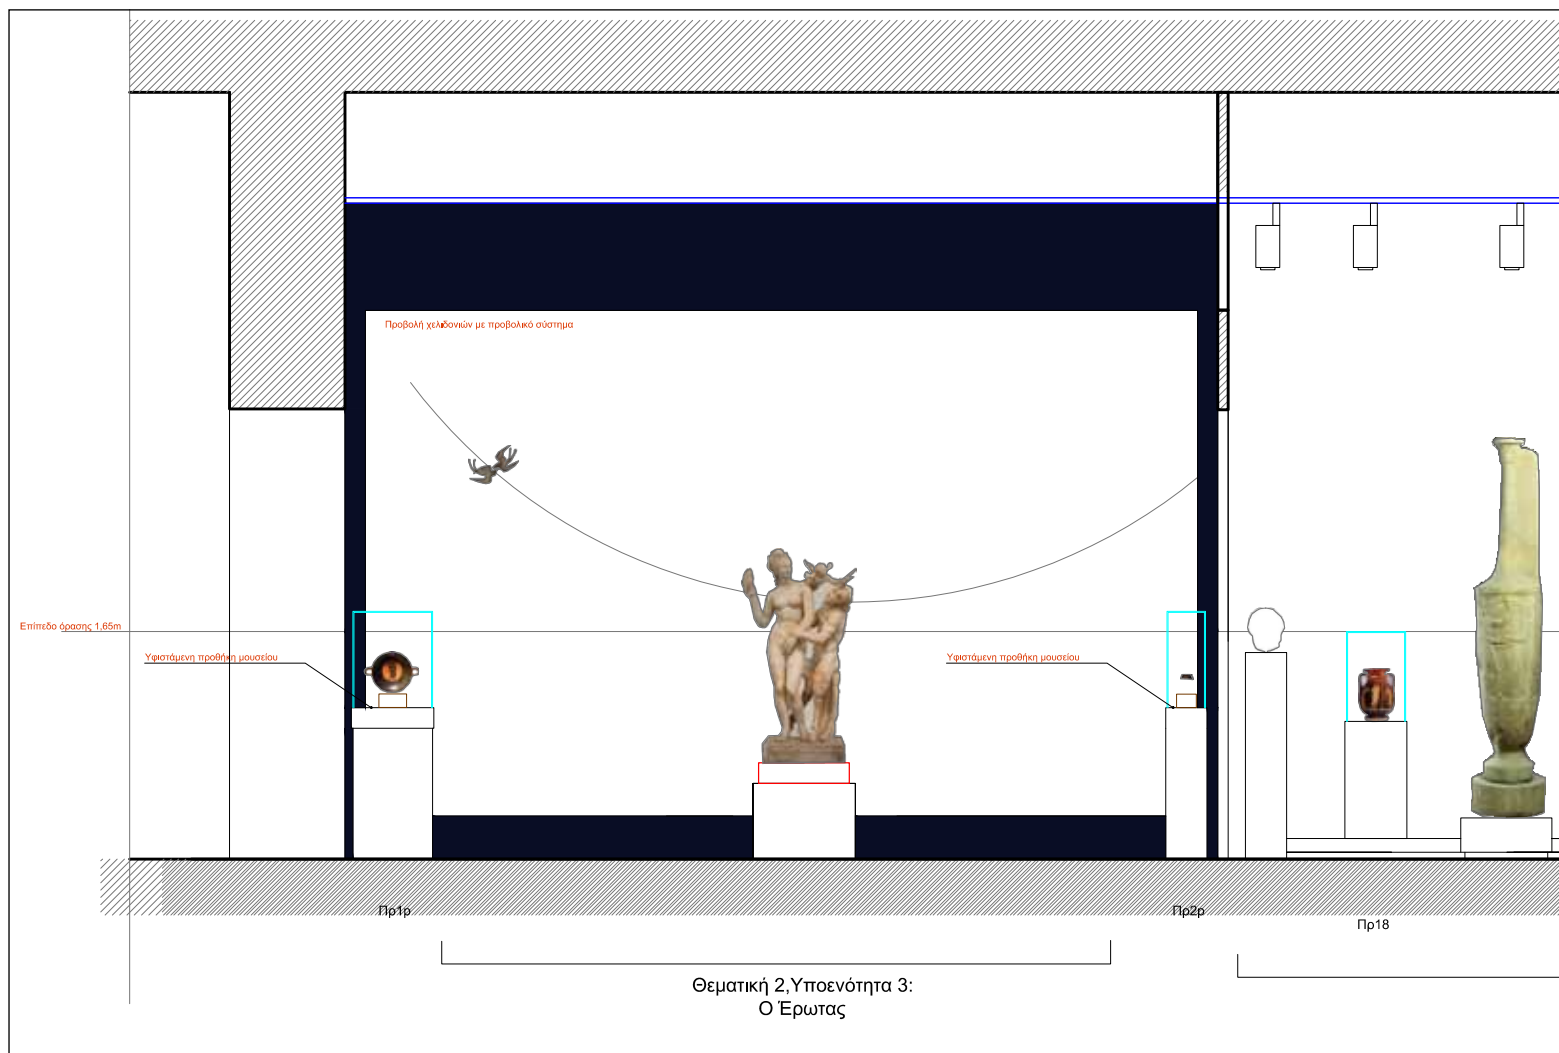 Προβολή χελιδονιών με προβολικό σύστημα
Επίπεδο όρασης 1,65m
Υφιστάμενη προθήκη μουσείου
Υφιστάμενη προθήκη μουσείου
Πρ1ρ
Πρ2ρ
Πρ18
Θεματική 2,Υποενότητα 3:
Ο Έρωτας